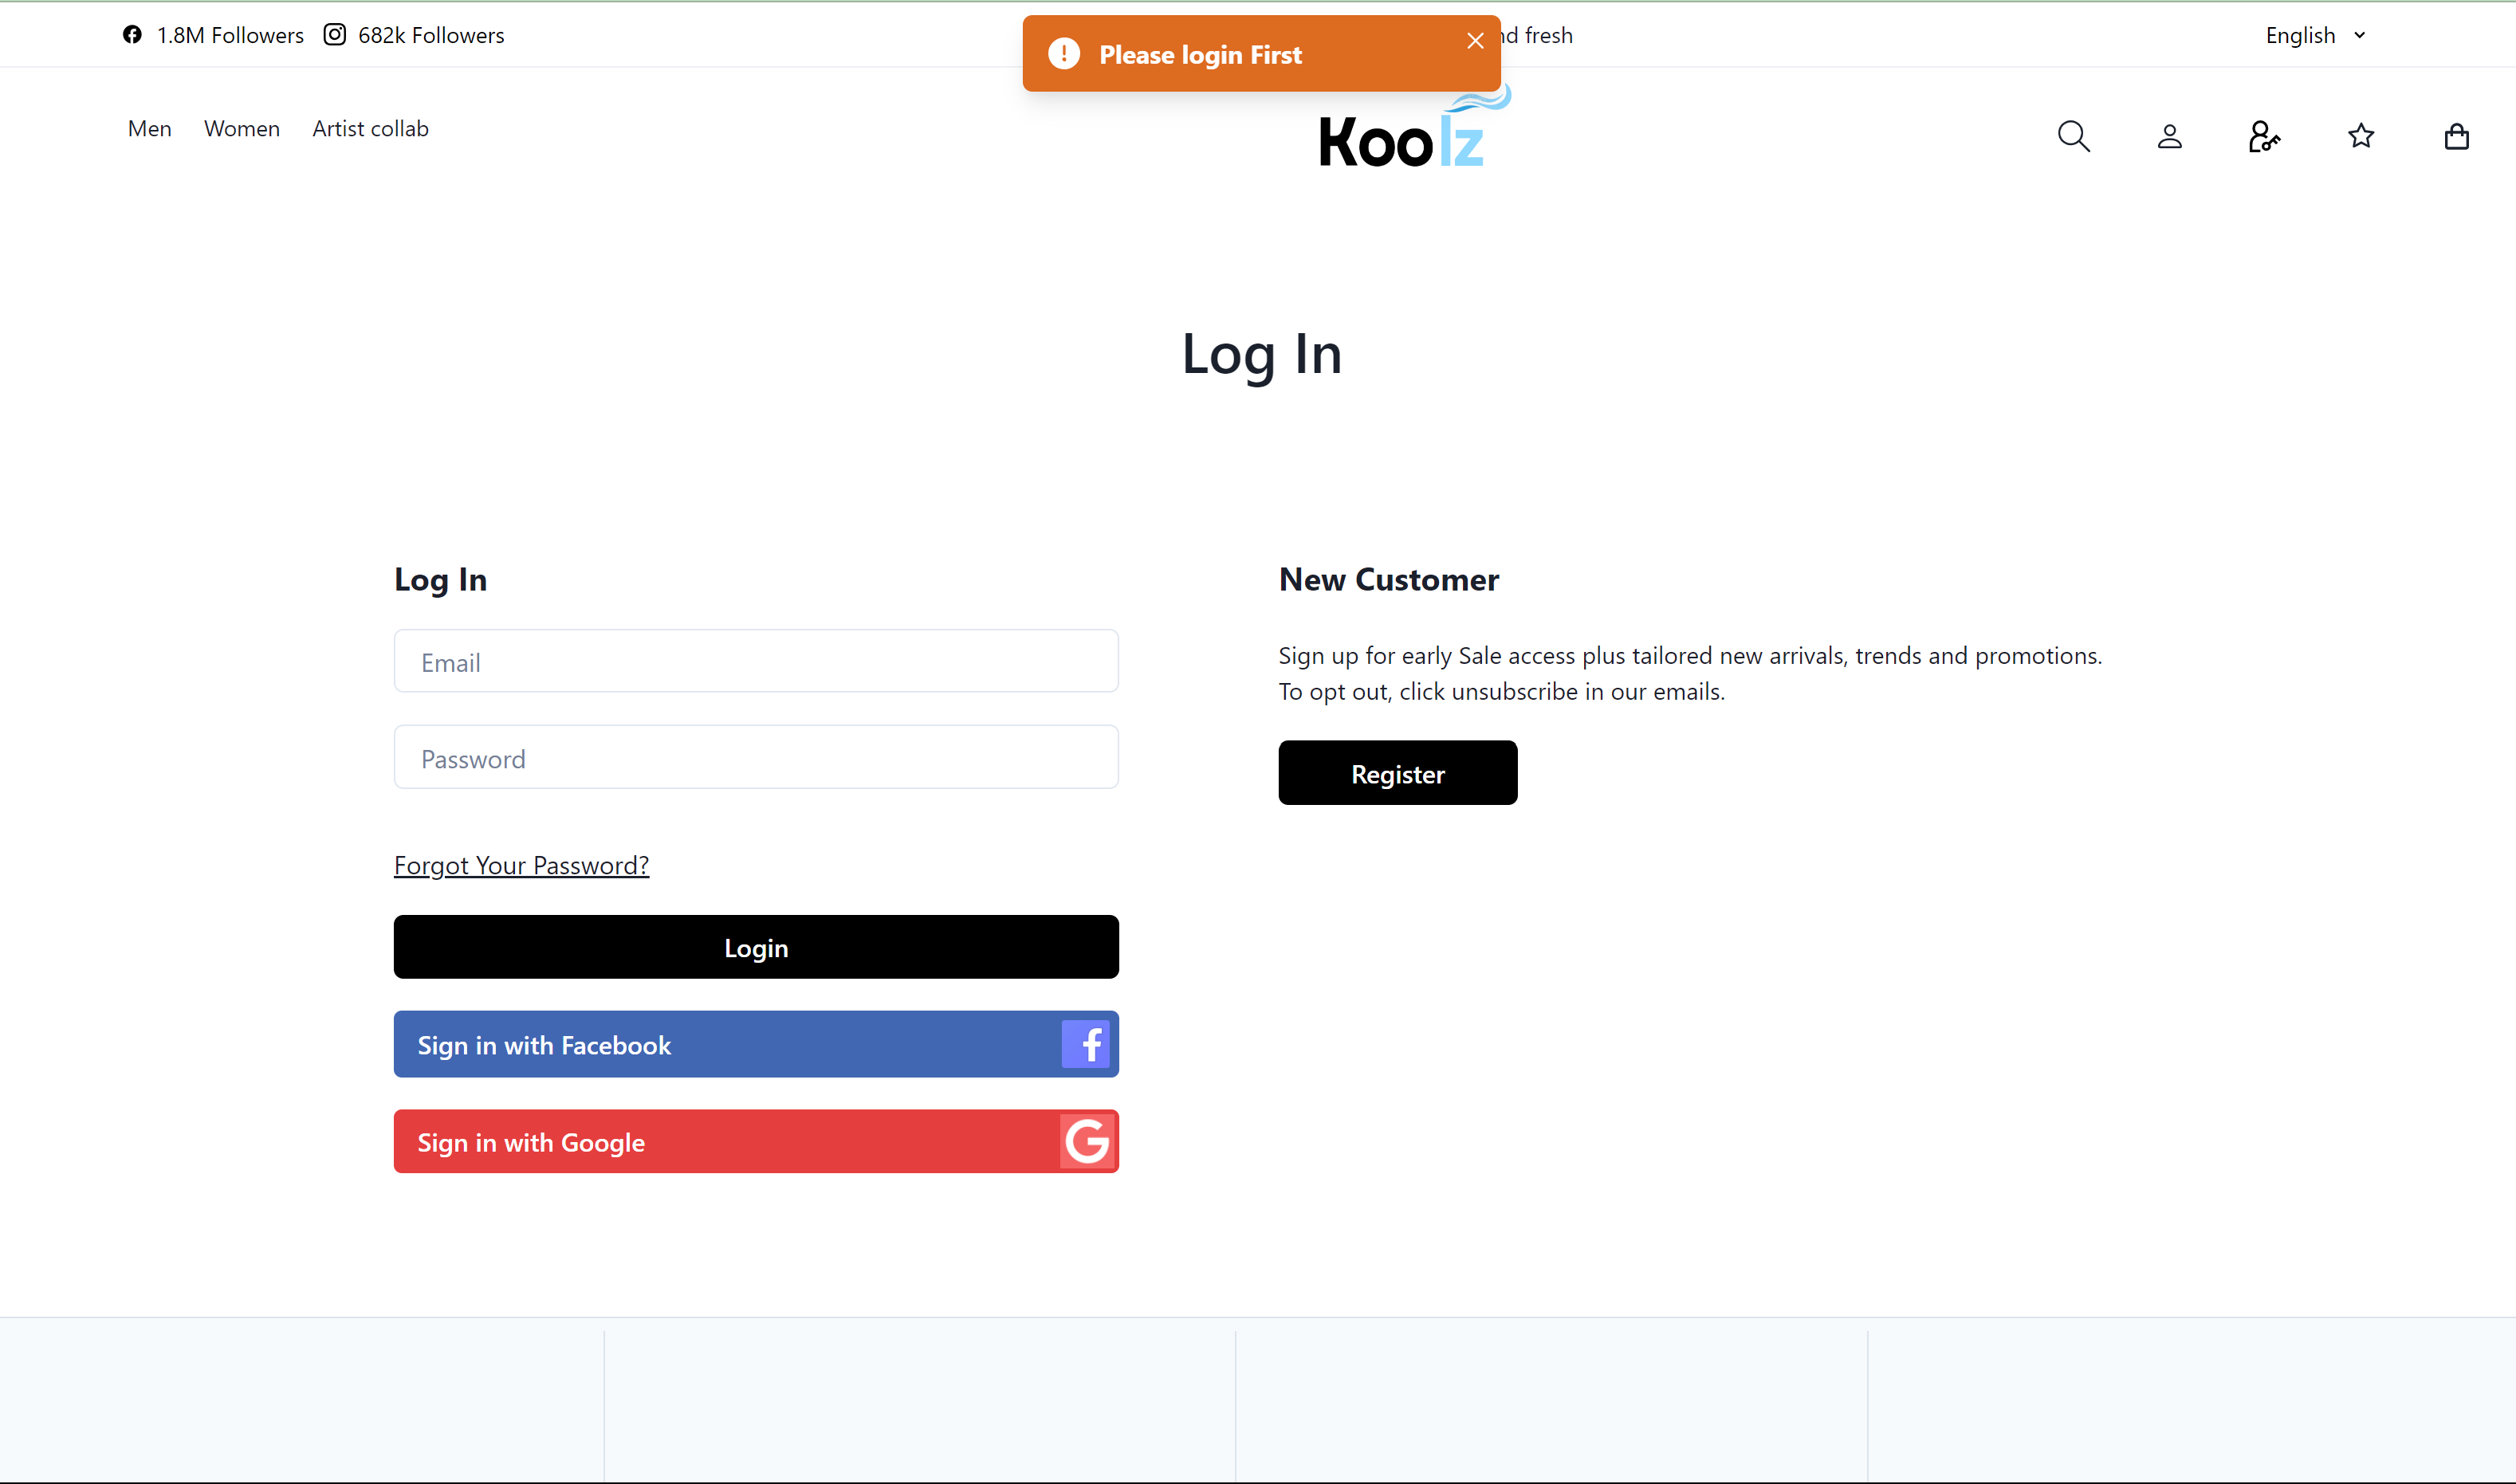 1.8M Followers 682k Followers
Please login First
fresh
English
Men Women Artist collab
Koolz
Log In
Log In
Email
Password
Forgot Your Password?
Login
Sign in with Facebook
Sign in with Google
New Customer
Sign up for early Sale access plus tailored new arrivals, trends and promotions.
To opt out, click unsubscribe in our emails.
Register